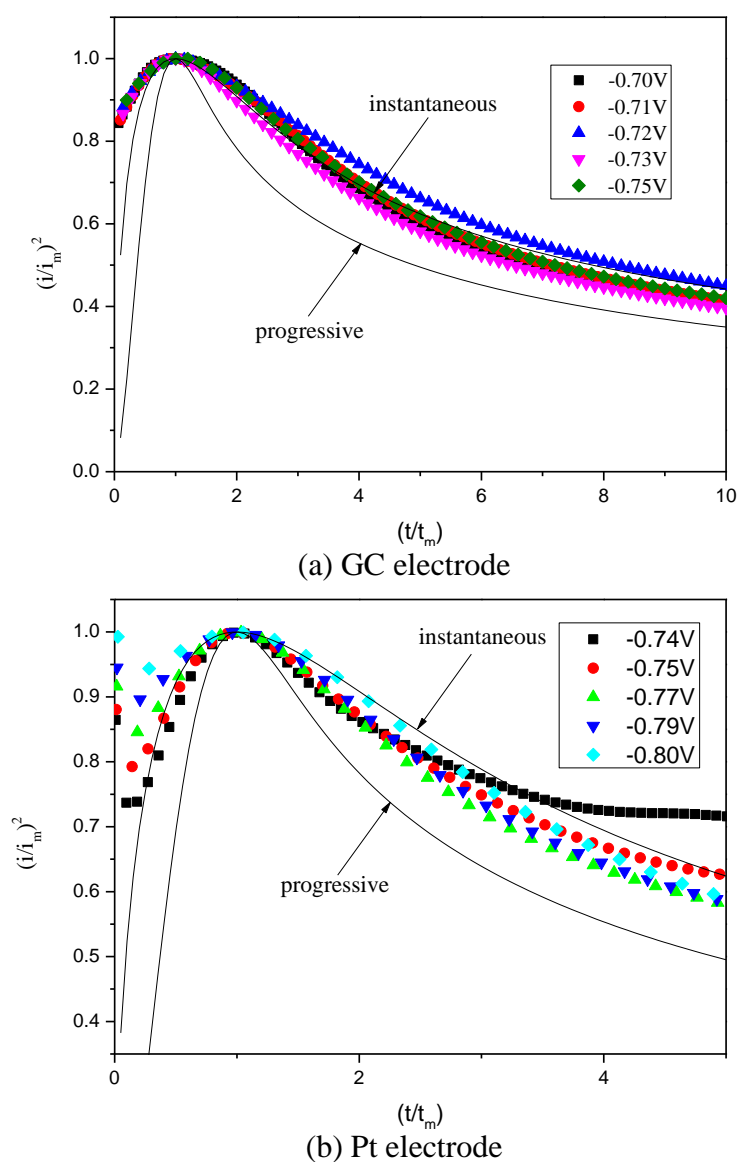 1.0
0.8
0.6
0.4
0.2
0.0
(i/i_m)^2
instantaneous
progressive
-0.70V
-0.71V
-0.72V
-0.73V
-0.75V
0 2 4 6 8 10
(t/t_m)
(a) GC electrode
1.0
0.9
0.8
0.7
0.6
0.5
0.4
(i/i_m)^2
instantaneous
progressive
-0.74V
-0.75V
-0.77V
-0.79V
-0.80V
0 2 4
(t/t_m)
(b) Pt electrode